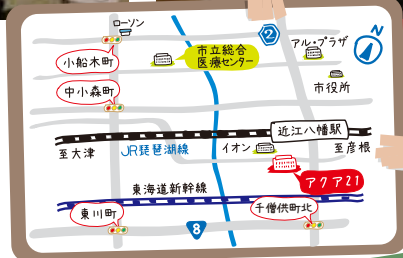 ローソン
2
アル・プラザ
N
小船木町
市立総合
医療センター
中小森町
市役所
近江八幡駅
至大津
JR琵琶湖線
イオン
至彦根
アクア21
東海道新幹線
東川町
千僧供町北
8